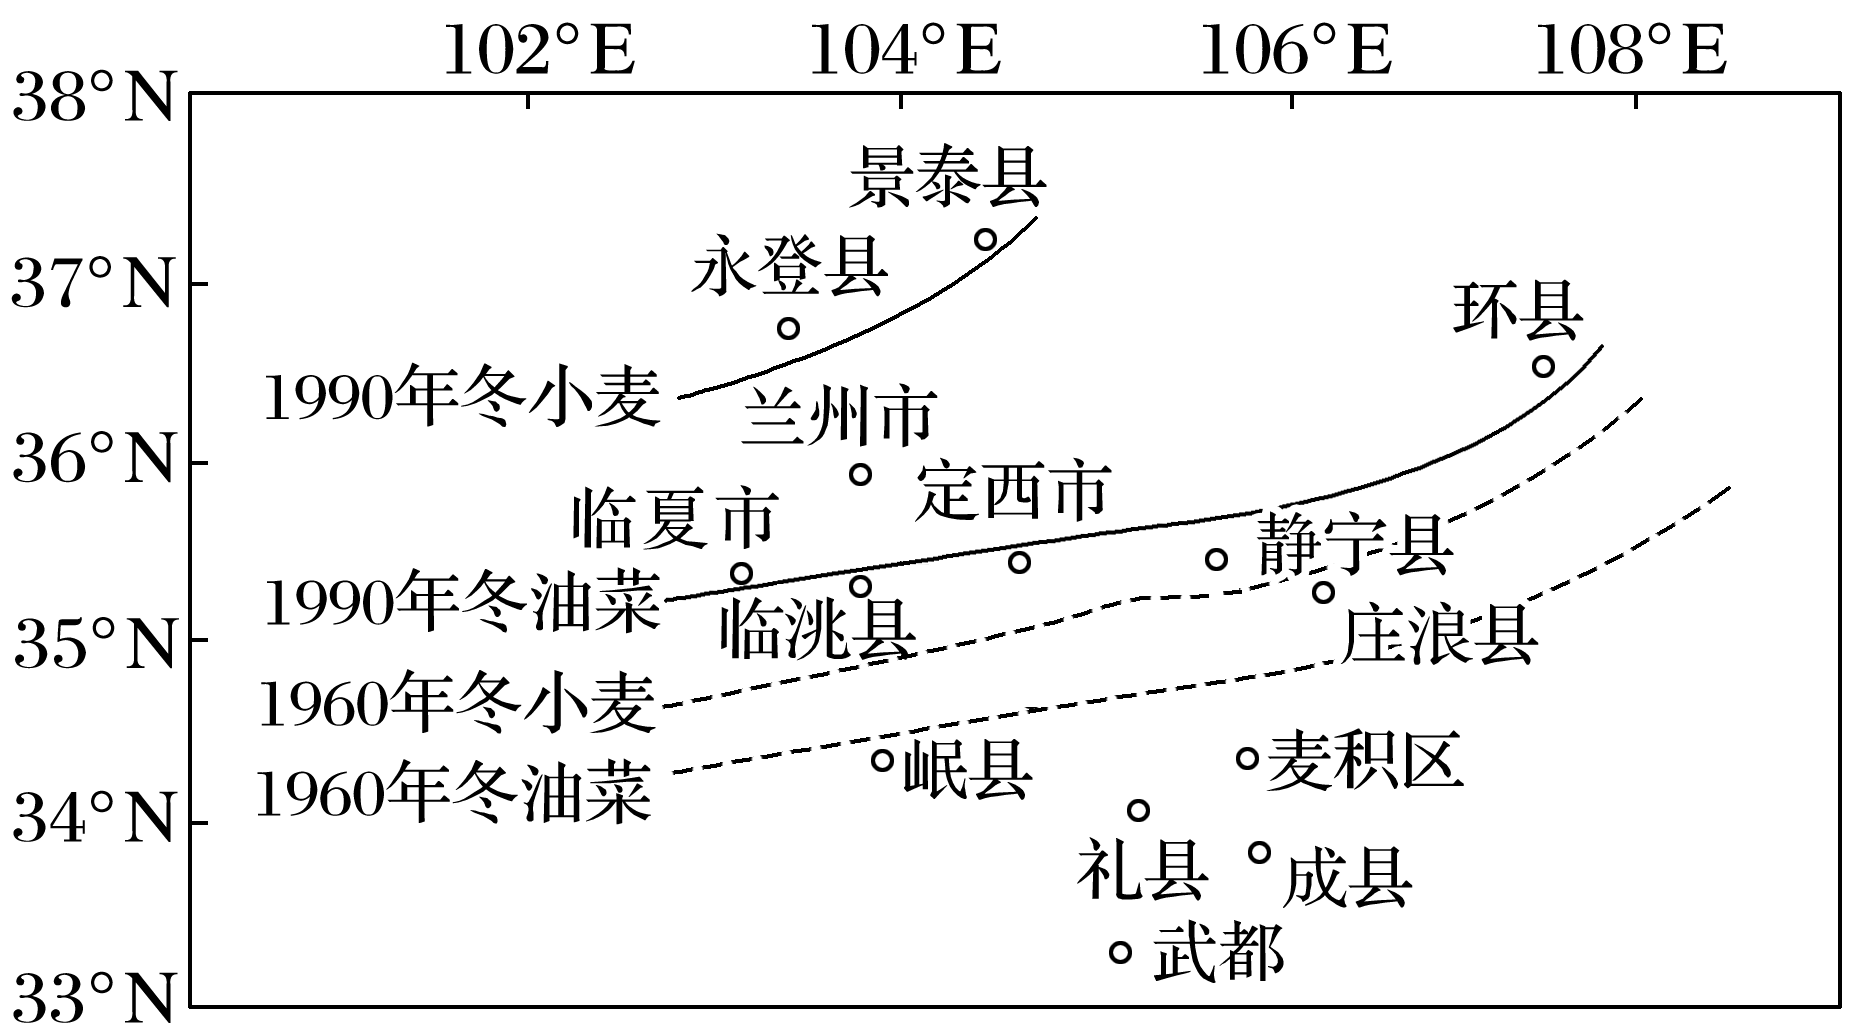 102°E 104°E 106°E 108°E
38°N
景泰县
永登县
37°N
环县
1990年冬小麦
兰州市
36°N
定西市
临夏市
静宁县
1990年冬油菜
临洮县
35°N
庄浪县
1960年冬小麦
岷县
麦积区
1960年冬油菜
34°N
礼县
成县
武都
33°N